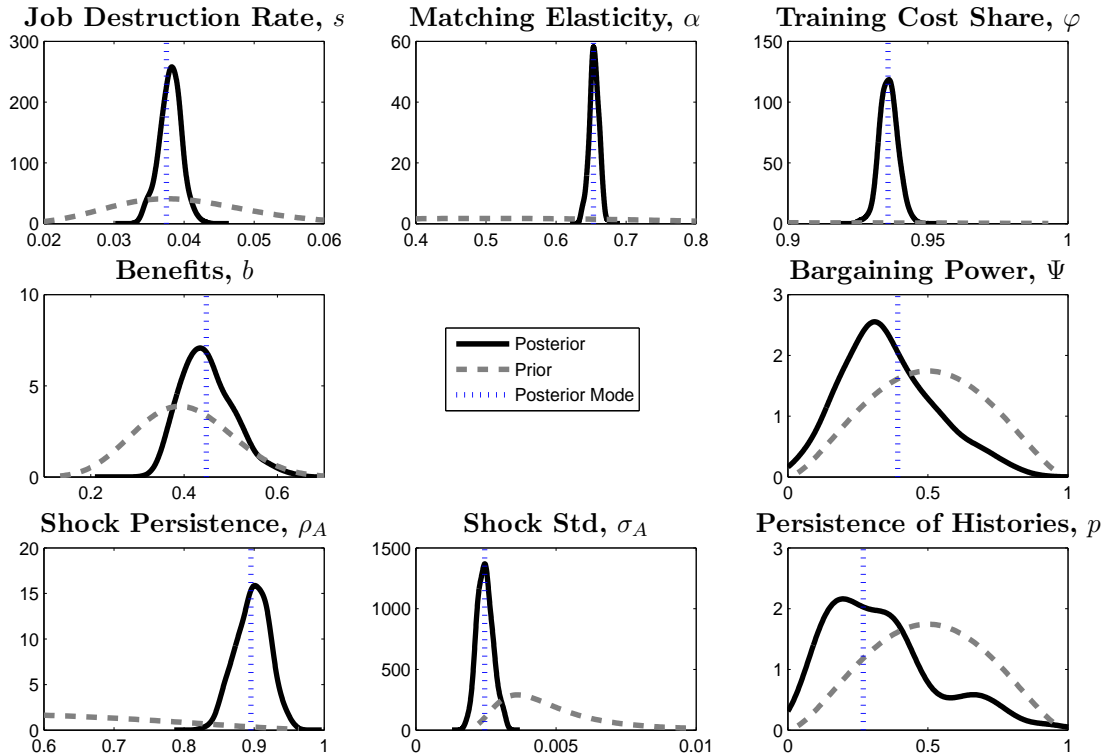 Job Destruction Rate, s
Matching Elasticity, α
Training Cost Share, φ
300
200
100
0
0.02 0.03 0.04 0.05 0.06
60
40
20
0
0.4 0.5 0.6 0.7 0.8
150
100
50
0
0.9 0.95 1
Benefits, b
Bargaining Power, Ψ
10
5
0
0.2 0.4 0.6
Posterior
Prior
Posterior Mode
3
2
1
0
0 0.5 1
Shock Persistence, ρA
Shock Std, σA
Persistence of Histories, p
20
15
10
5
0
0.6 0.7 0.8 0.9 1
1500
1000
500
0
0 0.005 0.01
3
2
1
0
0 0.5 1